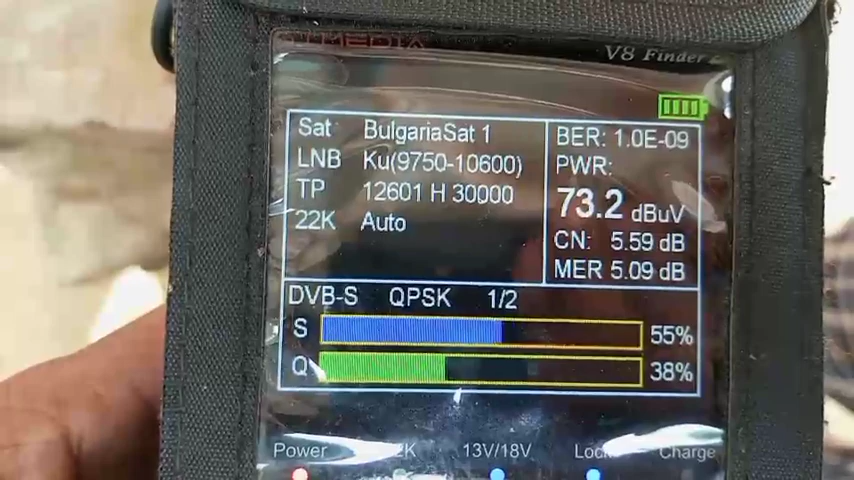 GTMEDIA
V8 Finder
Sat BulgariaSat 1
LNB Ku(9750-10600)
TP 12601 H 30000
22K Auto
BER: 1.0E-09
PWR:
73.2 dBuV
CN: 5.59 dB
MER 5.09 dB
DVB-S QPSK 1/2
S 55%
Q 38%
Power 13V/18V Lock Charge